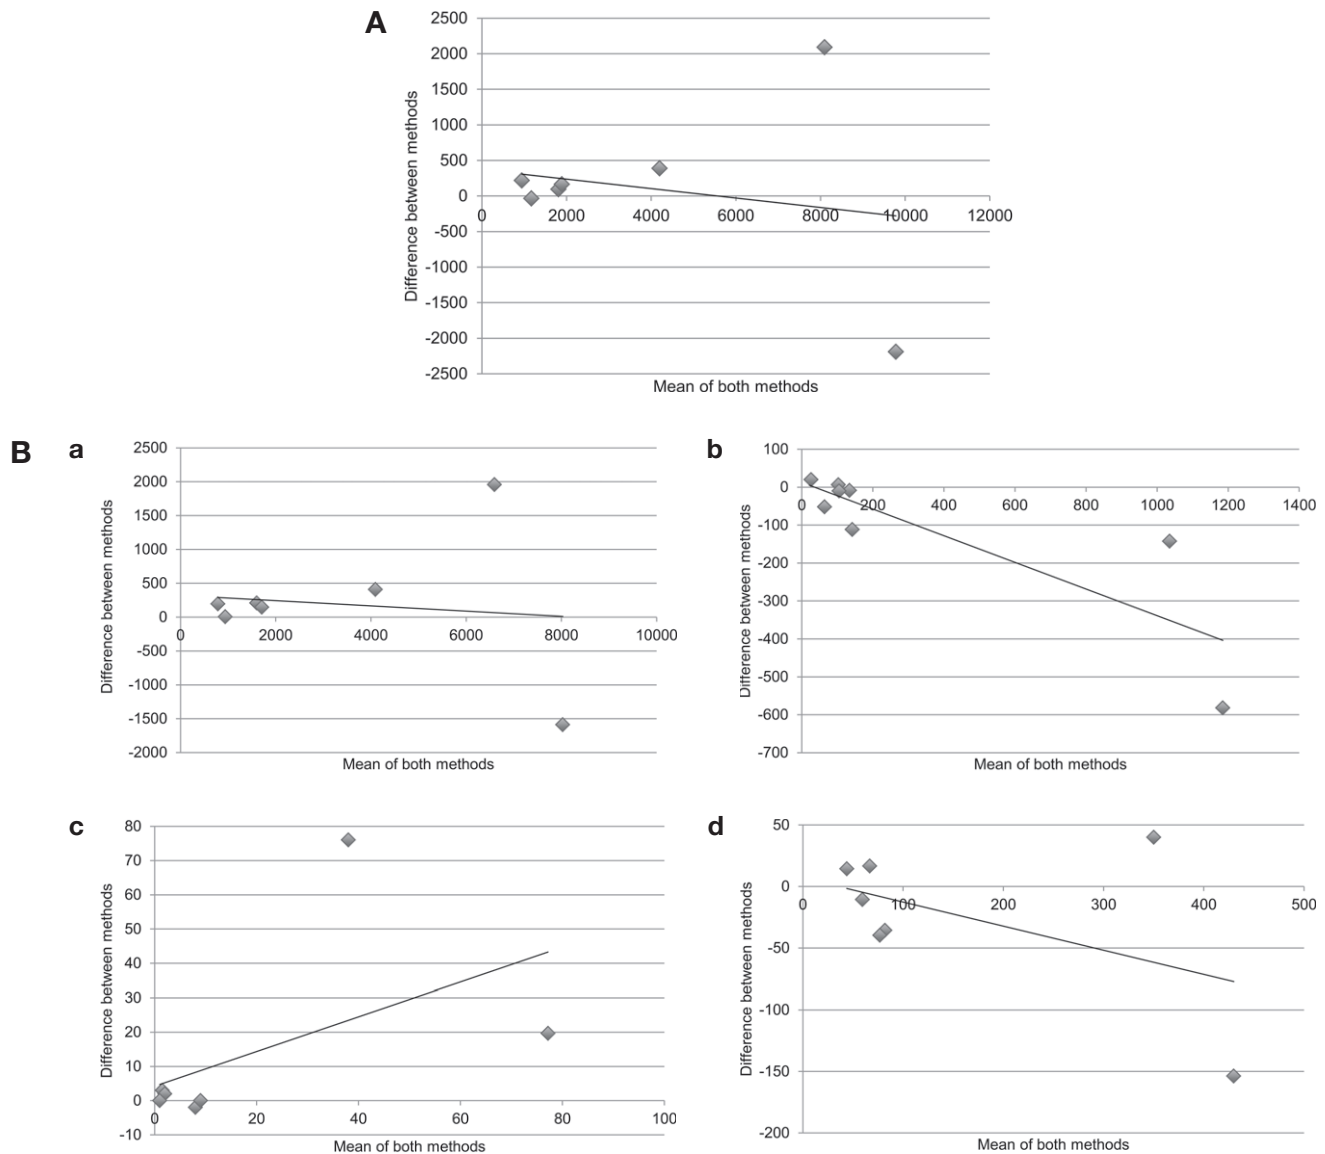 A
2500
2000
1500
1000
500
0
-500
-1000
-1500
-2000
-2500
0 2000 4000 6000 8000 10000 12000
Difference between methods
Mean of both methods
B
a
2500
2000
1500
1000
500
0
-500
-1000
-1500
-2000
0 2000 4000 6000 8000 10000
Difference between methods
Mean of both methods
b
100
0
-100
-200
-300
-400
-500
-600
-700
0 200 400 600 800 1000 1200 1400
Difference between methods
Mean of both methods
c
80
70
60
50
40
30
20
10
0
-10
0 20 40 60 80 100
Difference between methods
Mean of both methods
d
50
0
-50
-100
-150
-200
0 100 200 300 400 500
Difference between methods
Mean of both methods